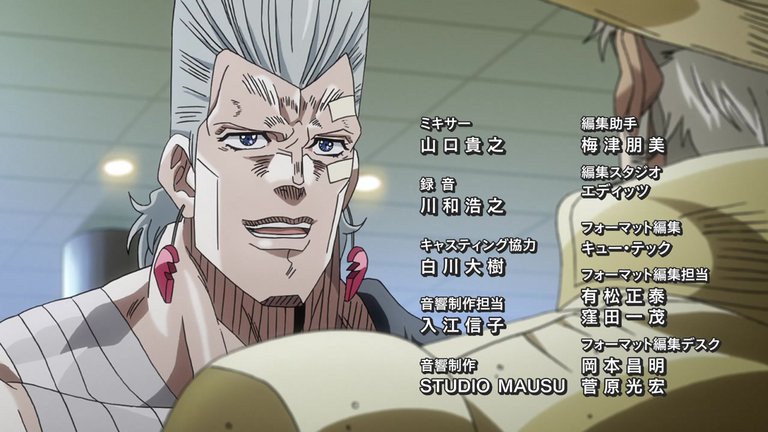 ミキサー
山口貴之
録音
川和浩之
キャスティング協力
白川大樹
音響制作担当
入江信子
音響制作
STUDIO MAUSU
編集助手
梅津朋美
編集スタジオ
エディッツ
フォーマット編集
キュー・テック
フォーマット編集担当
有松正泰
窪田一茂
フォーマット編集デスク
岡本昌明
菅原光宏